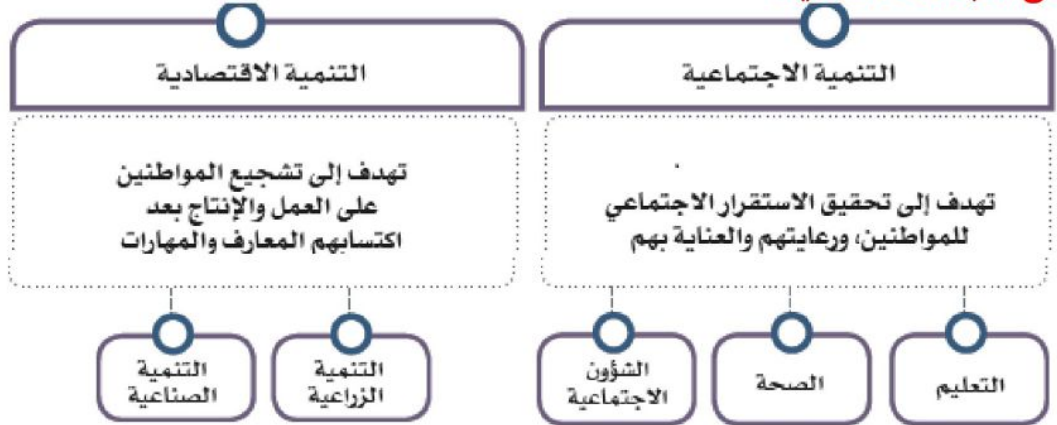 التنمية الاجتماعية
تهدف إلى تحقيق الاستقرار الاجتماعي
للمواطنين، ورعايتهم والعناية بهم
التعليم
الصحة
الشؤون
الاجتماعية
التنمية الاقتصادية
تهدف إلى تشجيع المواطنين
على العمل والإنتاج بعد
اكتسابهم المعارف والمهارات
التنمية
الزراعية
التنمية
الصناعية